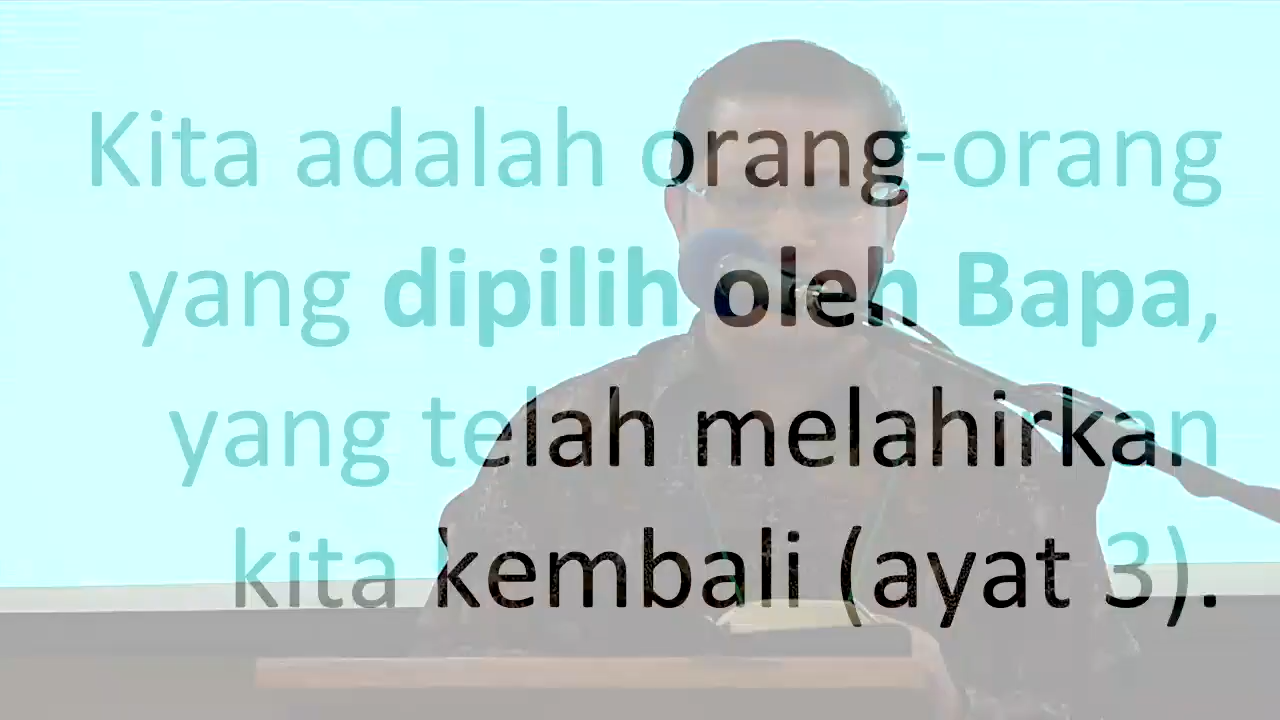 Kita adalah orang-orang
yang dipilih oleh Bapa,
yang telah melahirkan
kita kembali (ayat 3).